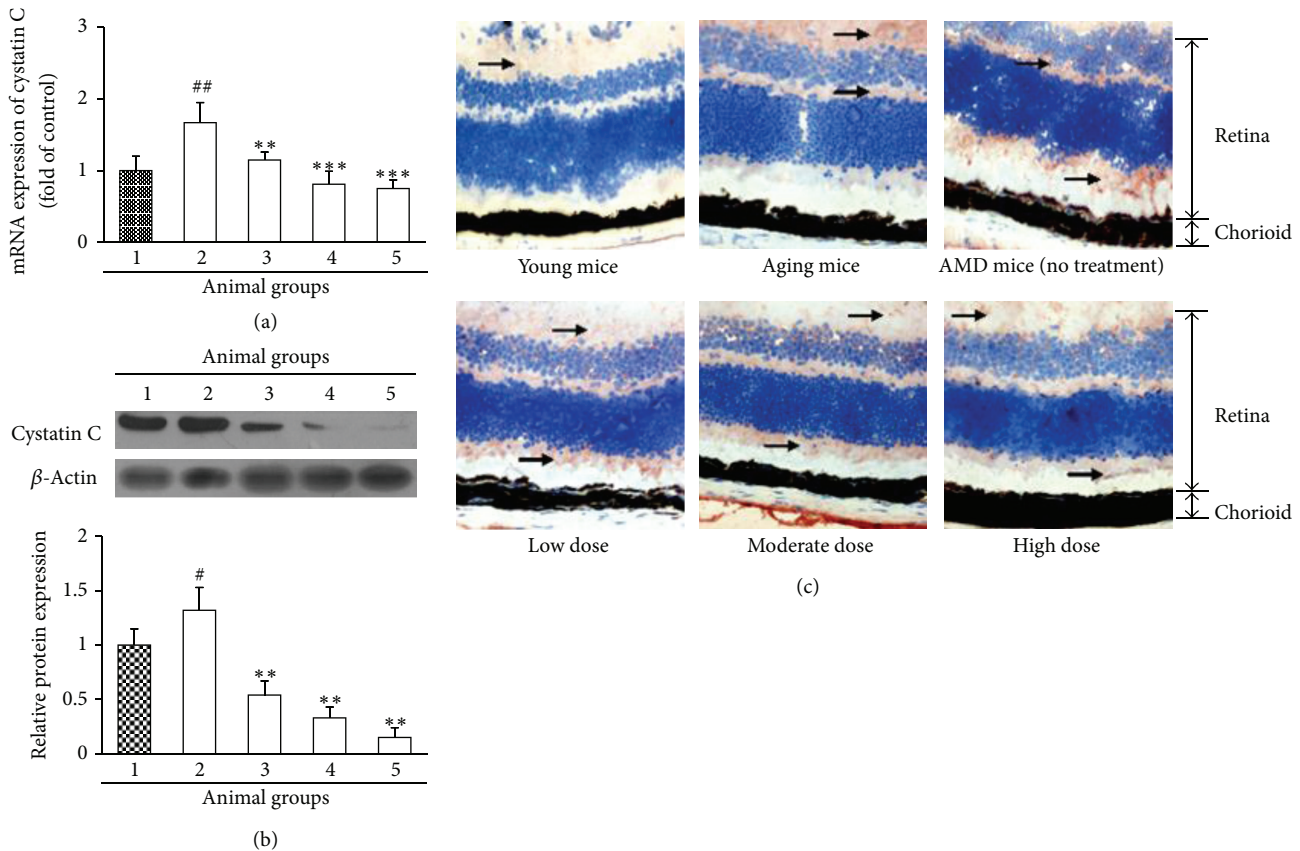 3
2
1
0
mRNA expression of cystatin C
(fold of control)
##
**
***
***
1 2 3 4 5
Animal groups
(a)
Animal groups
1 2 3 4 5
Cystatin C
β-Actin
2
1.5
1
0.5
0
Relative protein expression
#
**
**
**
1 2 3 4 5
Animal groups
(b)
Young mice
Aging mice
AMD mice (no treatment)
Retina
Chorioid
Low dose
Moderate dose
High dose
Retina
Chorioid
(c)